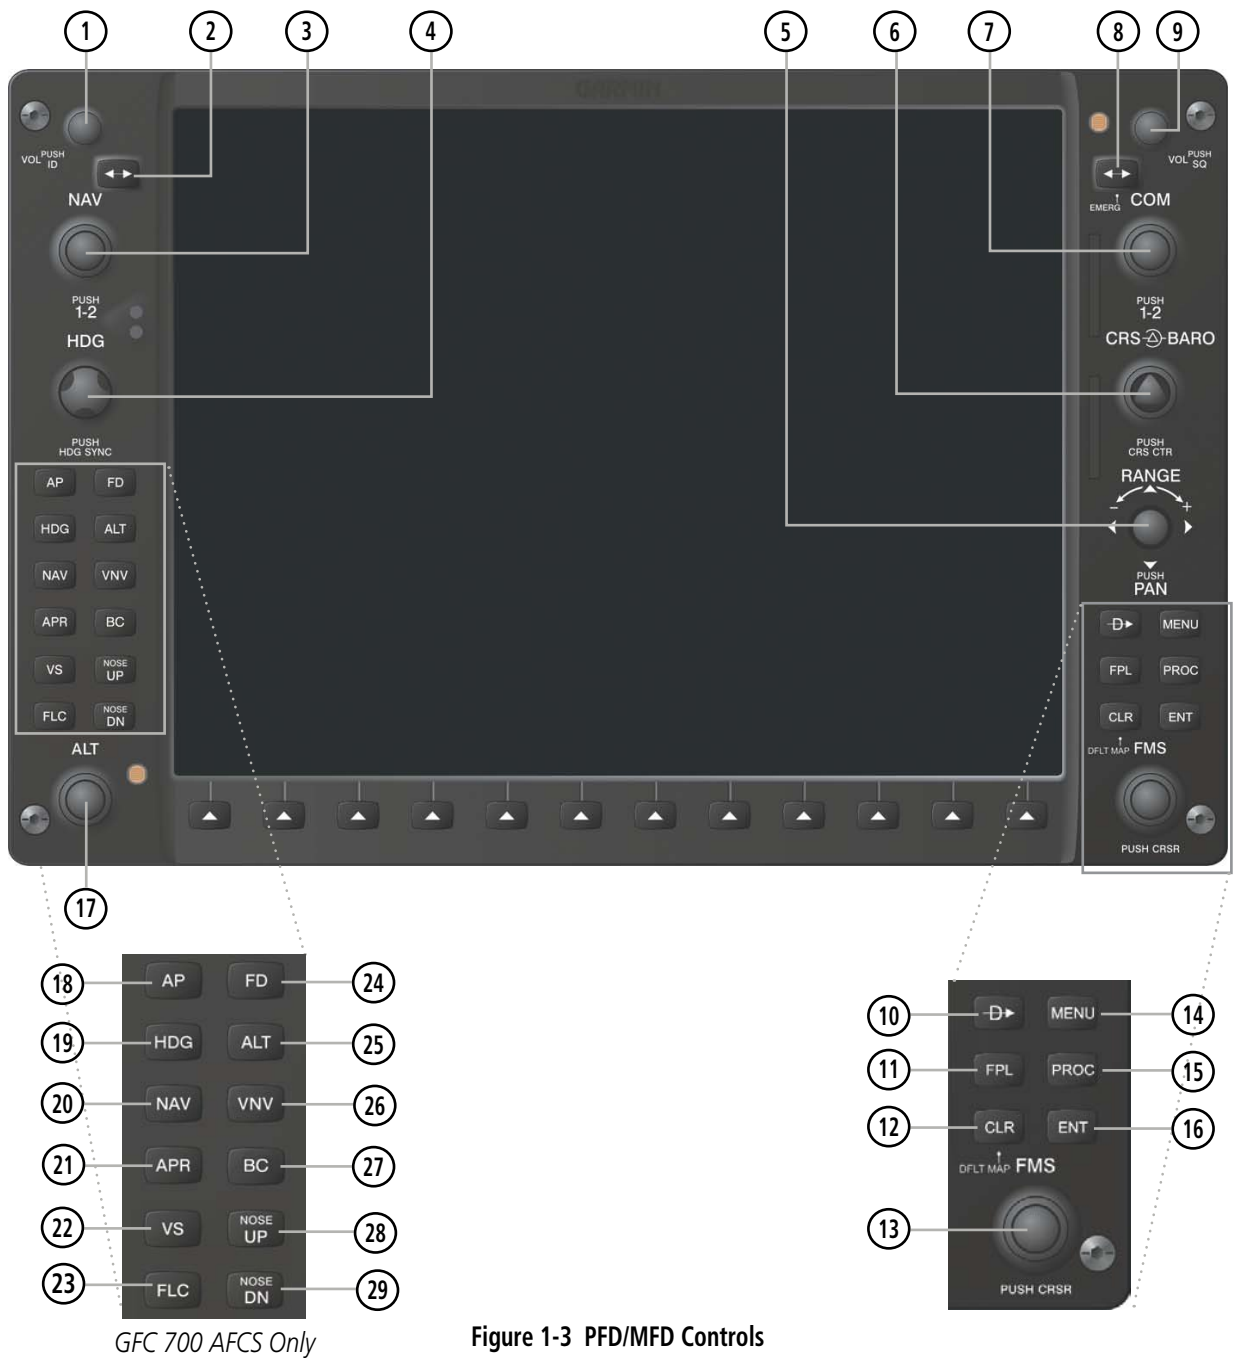 1 2 3 4 5 6 7 8 9
GARMIN
VOL PUSH ID
VOL PUSH SQ
NAV
EMERG COM
PUSH 1-2
PUSH 1-2
HDG
CRS BARO
PUSH HDG SYNC
PUSH CRS CTR
AP FD
RANGE
- +
HDG ALT
NAV VNV
PUSH PAN
APR BC
D MENU
VS NOSE UP
FPL PROC
FLC NOSE DN
CLR ENT
ALT
DFLT MAP FMS
PUSH CRSR
17
18 AP FD 24
19 HDG ALT 25
20 NAV VNV 26
21 APR BC 27
22 VS NOSE UP 28
23 FLC NOSE DN 29
GFC 700 AFCS Only
10 D MENU 14
11 FPL PROC 15
12 CLR ENT 16
DFLT MAP FMS
13
PUSH CRSR
Figure 1-3 PFD/MFD Controls